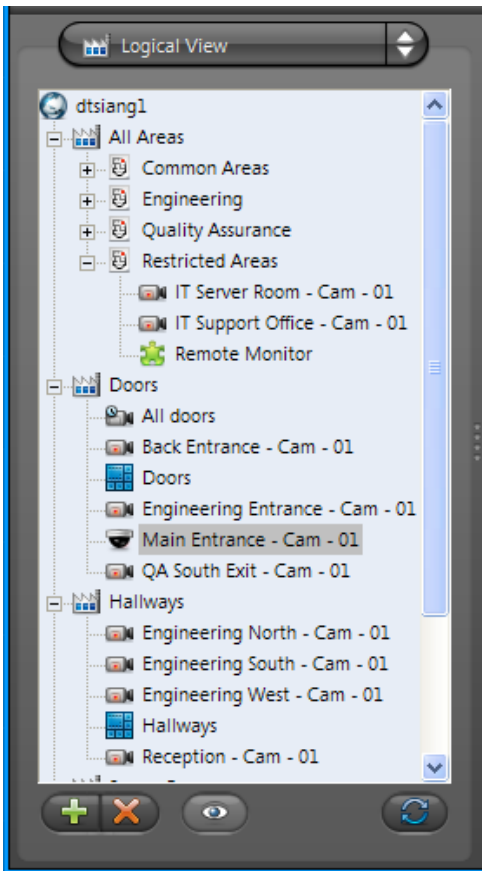 Logical View
dtsiang1
All Areas
Common Areas
Engineering
Quality Assurance
Restricted Areas
IT Server Room - Cam - 01
IT Support Office - Cam - 01
Remote Monitor
Doors
All doors
Back Entrance - Cam - 01
Doors
Engineering Entrance - Cam - 01
Main Entrance - Cam - 01
QA South Exit - Cam - 01
Hallways
Engineering North - Cam - 01
Engineering South - Cam - 01
Engineering West - Cam - 01
Hallways
Reception - Cam - 01